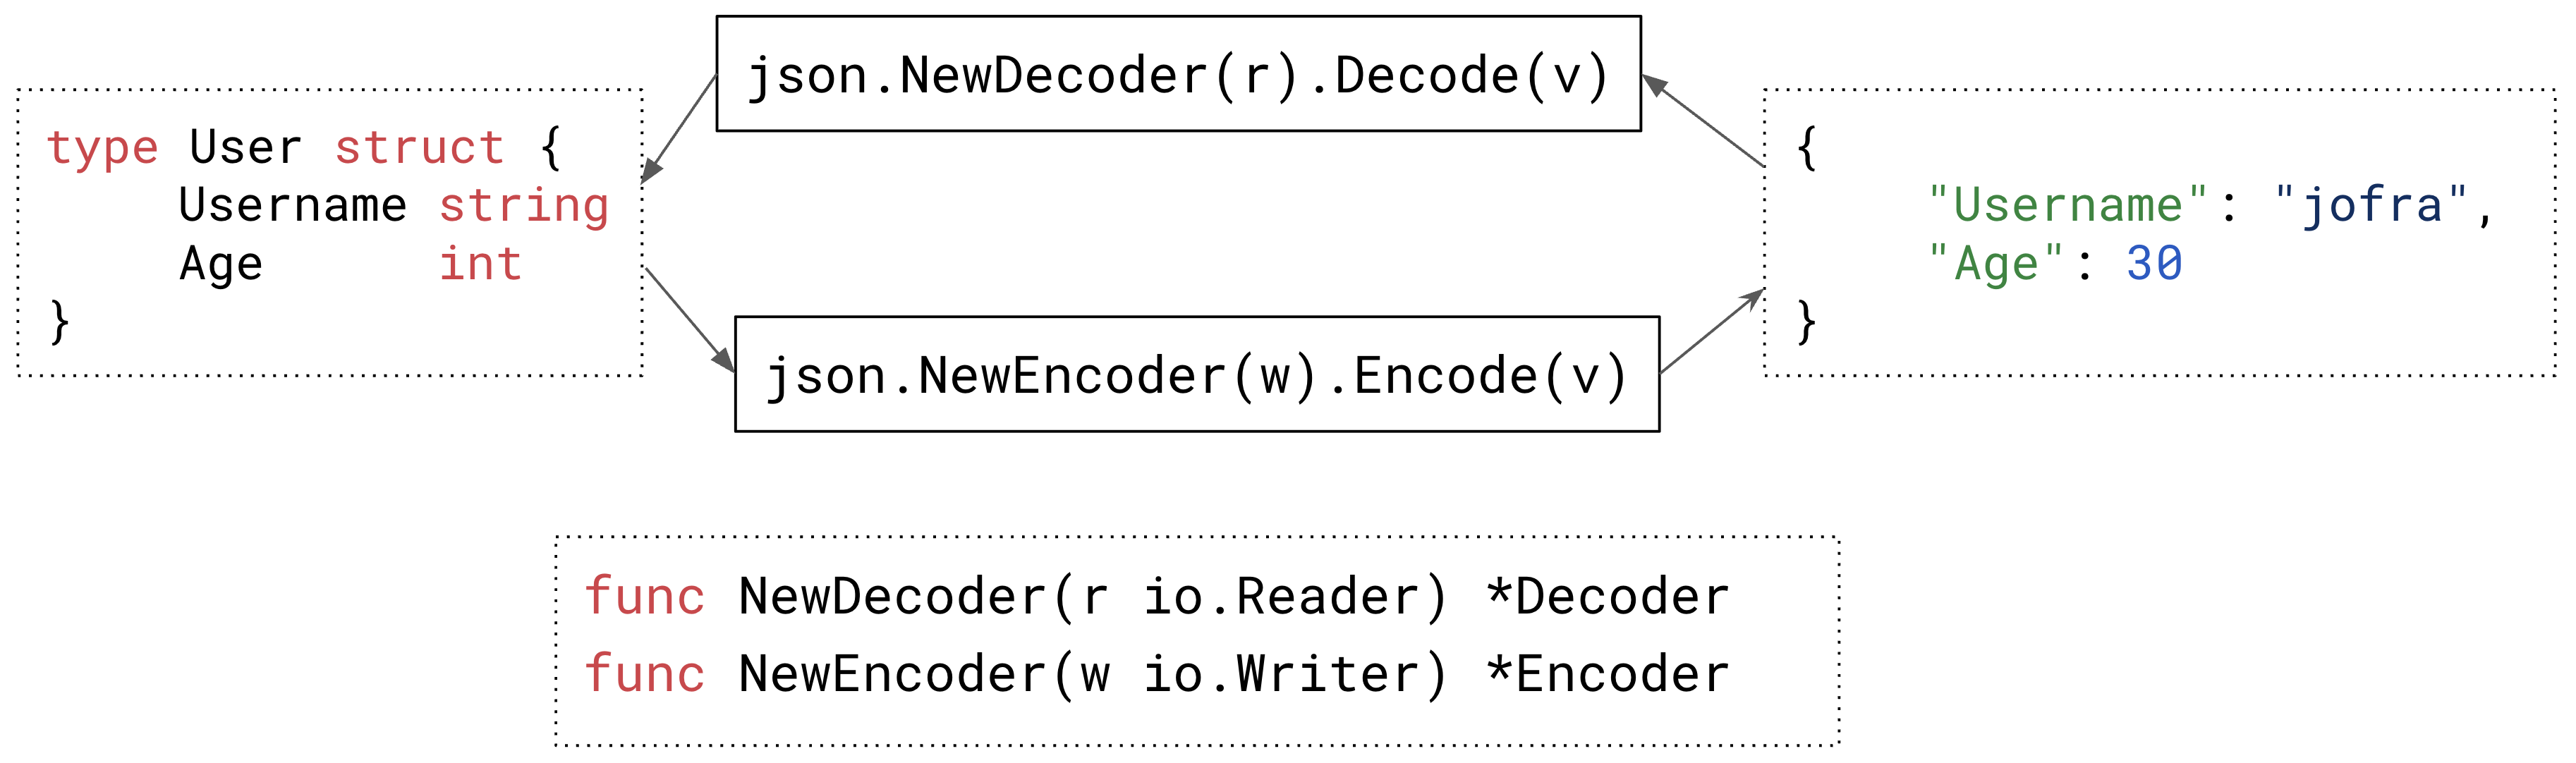 json.NewDecoder(r).Decode(v)
type User struct {
Username string
Age int
}
{
"Username": "jofra",
"Age": 30
}
json.NewEncoder(w).Encode(v)
func NewDecoder(r io.Reader) *Decoder
func NewEncoder(w io.Writer) *Encoder